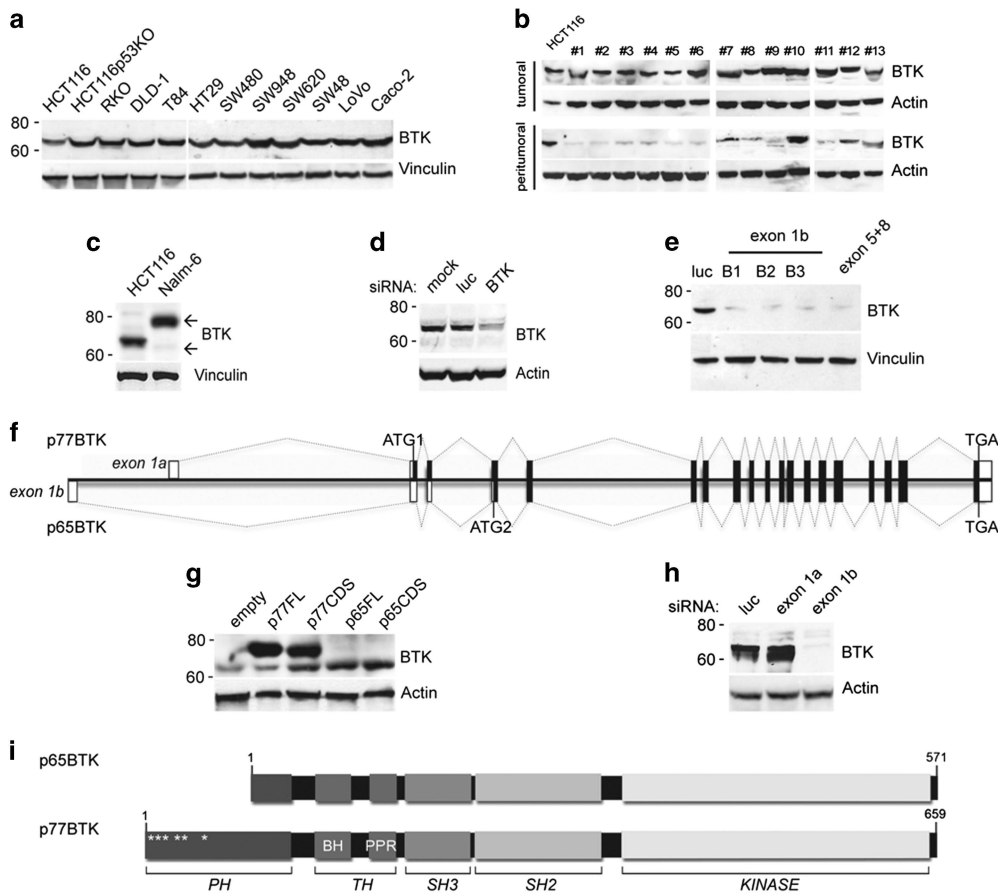 a
HCT116 HCT116p53KO RKO DLD-1 T84 HT29 SW480 SW948 SW620 SW48 LoVo Caco-2
80
60
BTK
Vinculin
b
HCT116 #1 #2 #3 #4 #5 #6 #7 #8 #9 #10 #11 #12 #13
tumoral
BTK
Actin
peritumoral
BTK
Actin
c
HCT116 Nalm-6
80
60
BTK
Vinculin
d
siRNA: mock luc BTK
80
60
BTK
Actin
e
exon 1b
luc B1 B2 B3 exon 5+8
80
60
BTK
Vinculin
f
p77BTK
ATG1
TGA
exon 1a
exon 1b
p65BTK
ATG2
TGA
g
empty p77FL p77CDS p65FL p65CDS
80
60
BTK
Actin
h
siRNA: luc exon 1a exon 1b
80
60
BTK
Actin
i
p65BTK
1
571
p77BTK
1
659
*** ** *
BH PPR
PH TH SH3 SH2 KINASE